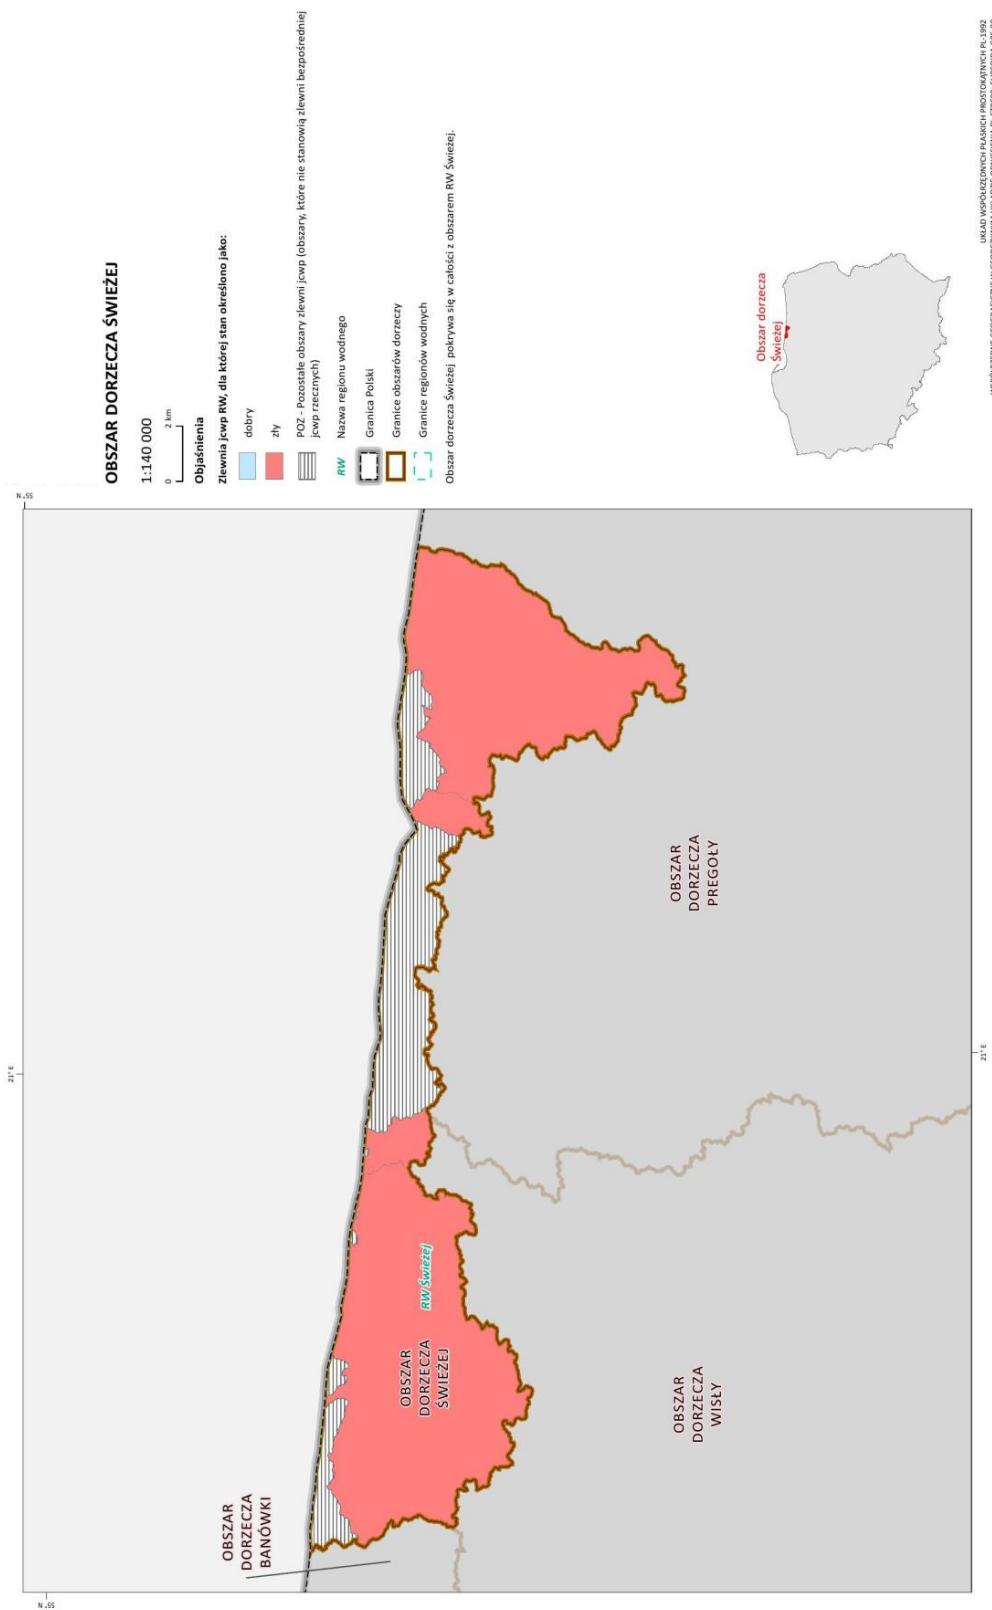 OBSZAR DORZECZA ŚWIEŻEJ
1:140 000
0 2 km
Objaśnienia
Zlewnia jcwp RW, dla której stan określono jako:
dobry
zły
POZ - Pozostałe obszary zlewni jcwp (obszary, które nie stanowią zlewni bezpośredniej
jcwp rzecznych)
RW Nazwa regionu wodnego
Granica Polski
Granice obszarów dorzeczy
Granice regionów wodnych
Obszar dorzecza Świeżej pokrywa się w całości z obszarem RW Świeżej.
Obszar dorzecza
Świeżej
UKŁAD WSPÓŁRZĘDNYCH PŁASKICH PROSTOKĄTNYCH PL-1992
21° E
21° E
OBSZAR
DORZECZA
BANÓWKI
OBSZAR
DORZECZA
ŚWIEŻEJ
RW Świeżej
OBSZAR
DORZECZA
WISŁY
OBSZAR
DORZECZA
PREGOŁY